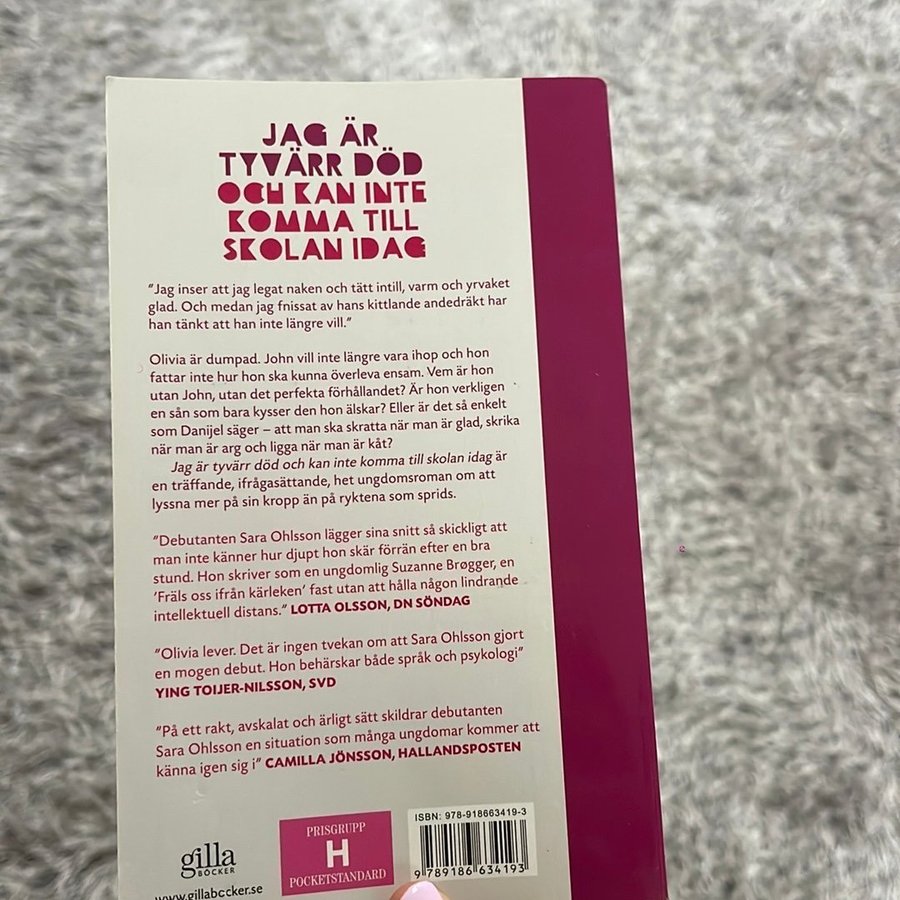 JAG ÄR
TYVÄRR DÖD
OCH KAN INTE
KOMMA TILL
SKOLAN IDAG
”Jag inser att jag legat naken och tätt intill, varm och yrvaket
glad. Och medan jag fnissat av hans kittlande andedräkt har
han tänkt att han inte längre vill.”
Olivia är dumpad. John vill inte längre vara ihop och hon
fattar inte hur hon ska kunna överleva ensam. Vem är hon
utan John, utan det perfekta förhållandet? Är hon verkligen
en sån som bara kysser den hon älskar? Eller är det så enkelt
som Danijel säger – att man ska skratta när man är glad, skrika
när man är arg och ligga när man är kåt?
Jag är tyvärr död och kan inte komma till skolan idag är
en träffande, ifrågasättande, het ungdomsroman om att
lyssna mer på sin kropp än på ryktena som sprids.
”Debutanten Sara Ohlsson lägger sina snitt så skickligt att
man inte känner hur djupt hon skär förrän efter en bra
stund. Hon skriver som en ungdomlig Suzanne Brøgger, en
’Fräls oss ifrån kärleken’ fast utan att hålla någon lindrande
intellektuell distans.” LOTTA OLSSON, DN SÖNDAG
”Olivia lever. Det är ingen tvekan om att Sara Ohlsson gjort
en mogen debut. Hon behärskar både språk och psykologi”
YING TOIJER-NILSSON, SVD
”På ett rakt, avskalat och ärligt sätt skildrar debutanten
Sara Ohlsson en situation som många ungdomar kommer att
känna igen sig i” CAMILLA JÖNSSON, HALLANDSPOSTEN
gilla
BÖCKER
www.gillabocker.se
PRISGRUPP
H
POCKETSTANDARD
ISBN: 978-918663419-3
9 789186 634193